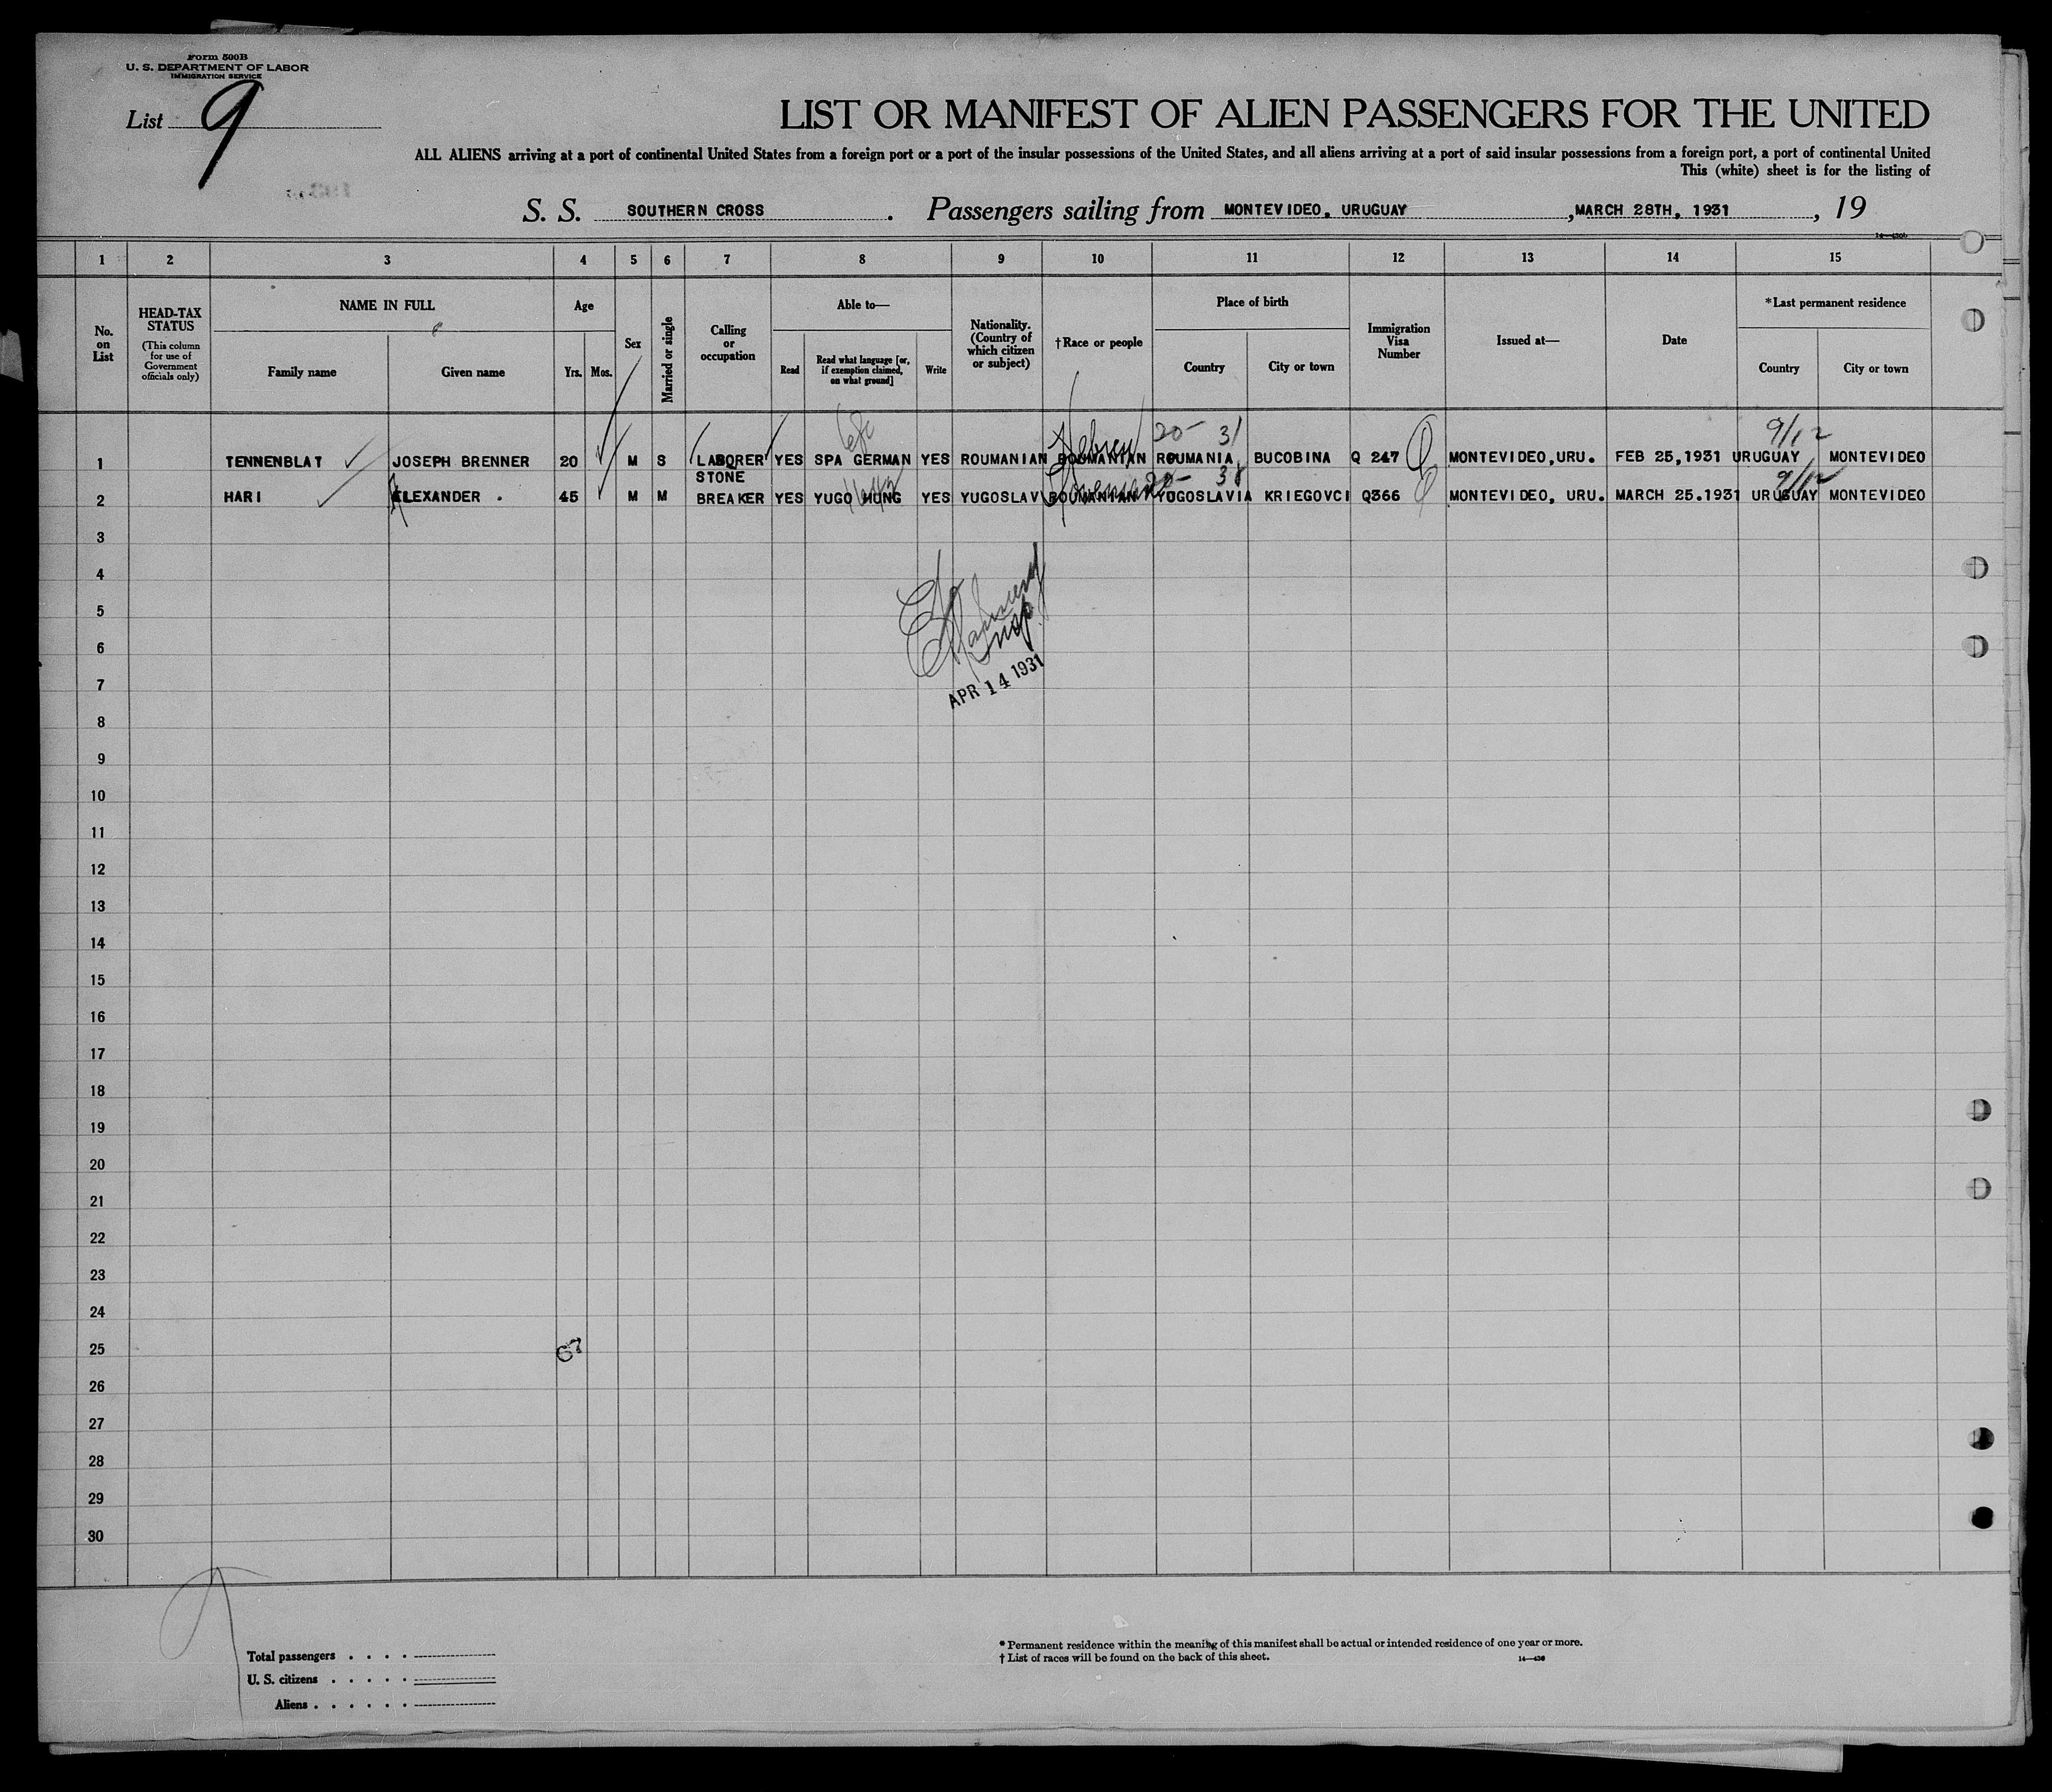 Form 500B
U. S. DEPARTMENT OF LABOR
IMMIGRATION SERVICE
List 9
LIST OR MANIFEST OF ALIEN PASSENGERS FOR THE UNITED
ALL ALIENS arriving at a port of continental United States from a foreign port or a port of the insular possessions of the United States, and all aliens arriving at a port of said insular possessions from a foreign port, a port of continental United
This (white) sheet is for the listing of
S. S. SOUTHERN CROSS. Passengers sailing from MONTEVIDEO, URUGUAY, MARCH 28TH, 1931, 19
1 2 3 4 5 6 7 8 9 10 11 12 13 14 15
No. on List
HEAD-TAX STATUS
(This column for use of Government officials only)
NAME IN FULL
Family name
Given name
Age
Yrs.
Mos.
Sex
Married or single
Calling or occupation
Able to—
Read
Read what language [or, if exemption claimed, on what ground]
Write
Nationality. (Country of which citizen or subject)
†Race or people
Place of birth
Country
City or town
Immigration Visa Number
Issued at—
Date
*Last permanent residence
Country
City or town
20- 31 9/12
1 TENNENBLAT JOSEPH BRENNER 20 M S LABORER YES SPA GERMAN YES ROUMANIAN ROUMANIAN Hebrew ROUMANIA BUCOBINA Q 247 MONTEVIDEO,URU. FEB 25,1931 URUGUAY MONTEVIDEO
20- 38 9/12
2 HARI ALEXANDER . 45 M M STONE BREAKER YES YUGO HUNG YES YUGOSLAV ROUMANIAN YUGOSLAVIA KRIEGOVCI Q366 MONTEVIDEO, URU. MARCH 25.1931 URUGUAY MONTEVIDEO
3
4
5
6
Insp.
7
APR 14 1931
8
9
10
11
12
13
14
15
16
17
18
19
20
21
22
23
24
25
67
26
27
28
29
30
Total passengers . . . .
U. S. citizens . . . . .
Aliens . . . . . .
* Permanent residence within the meaning of this manifest shall be actual or intended residence of one year or more.
† List of races will be found on the back of this sheet.
14—430